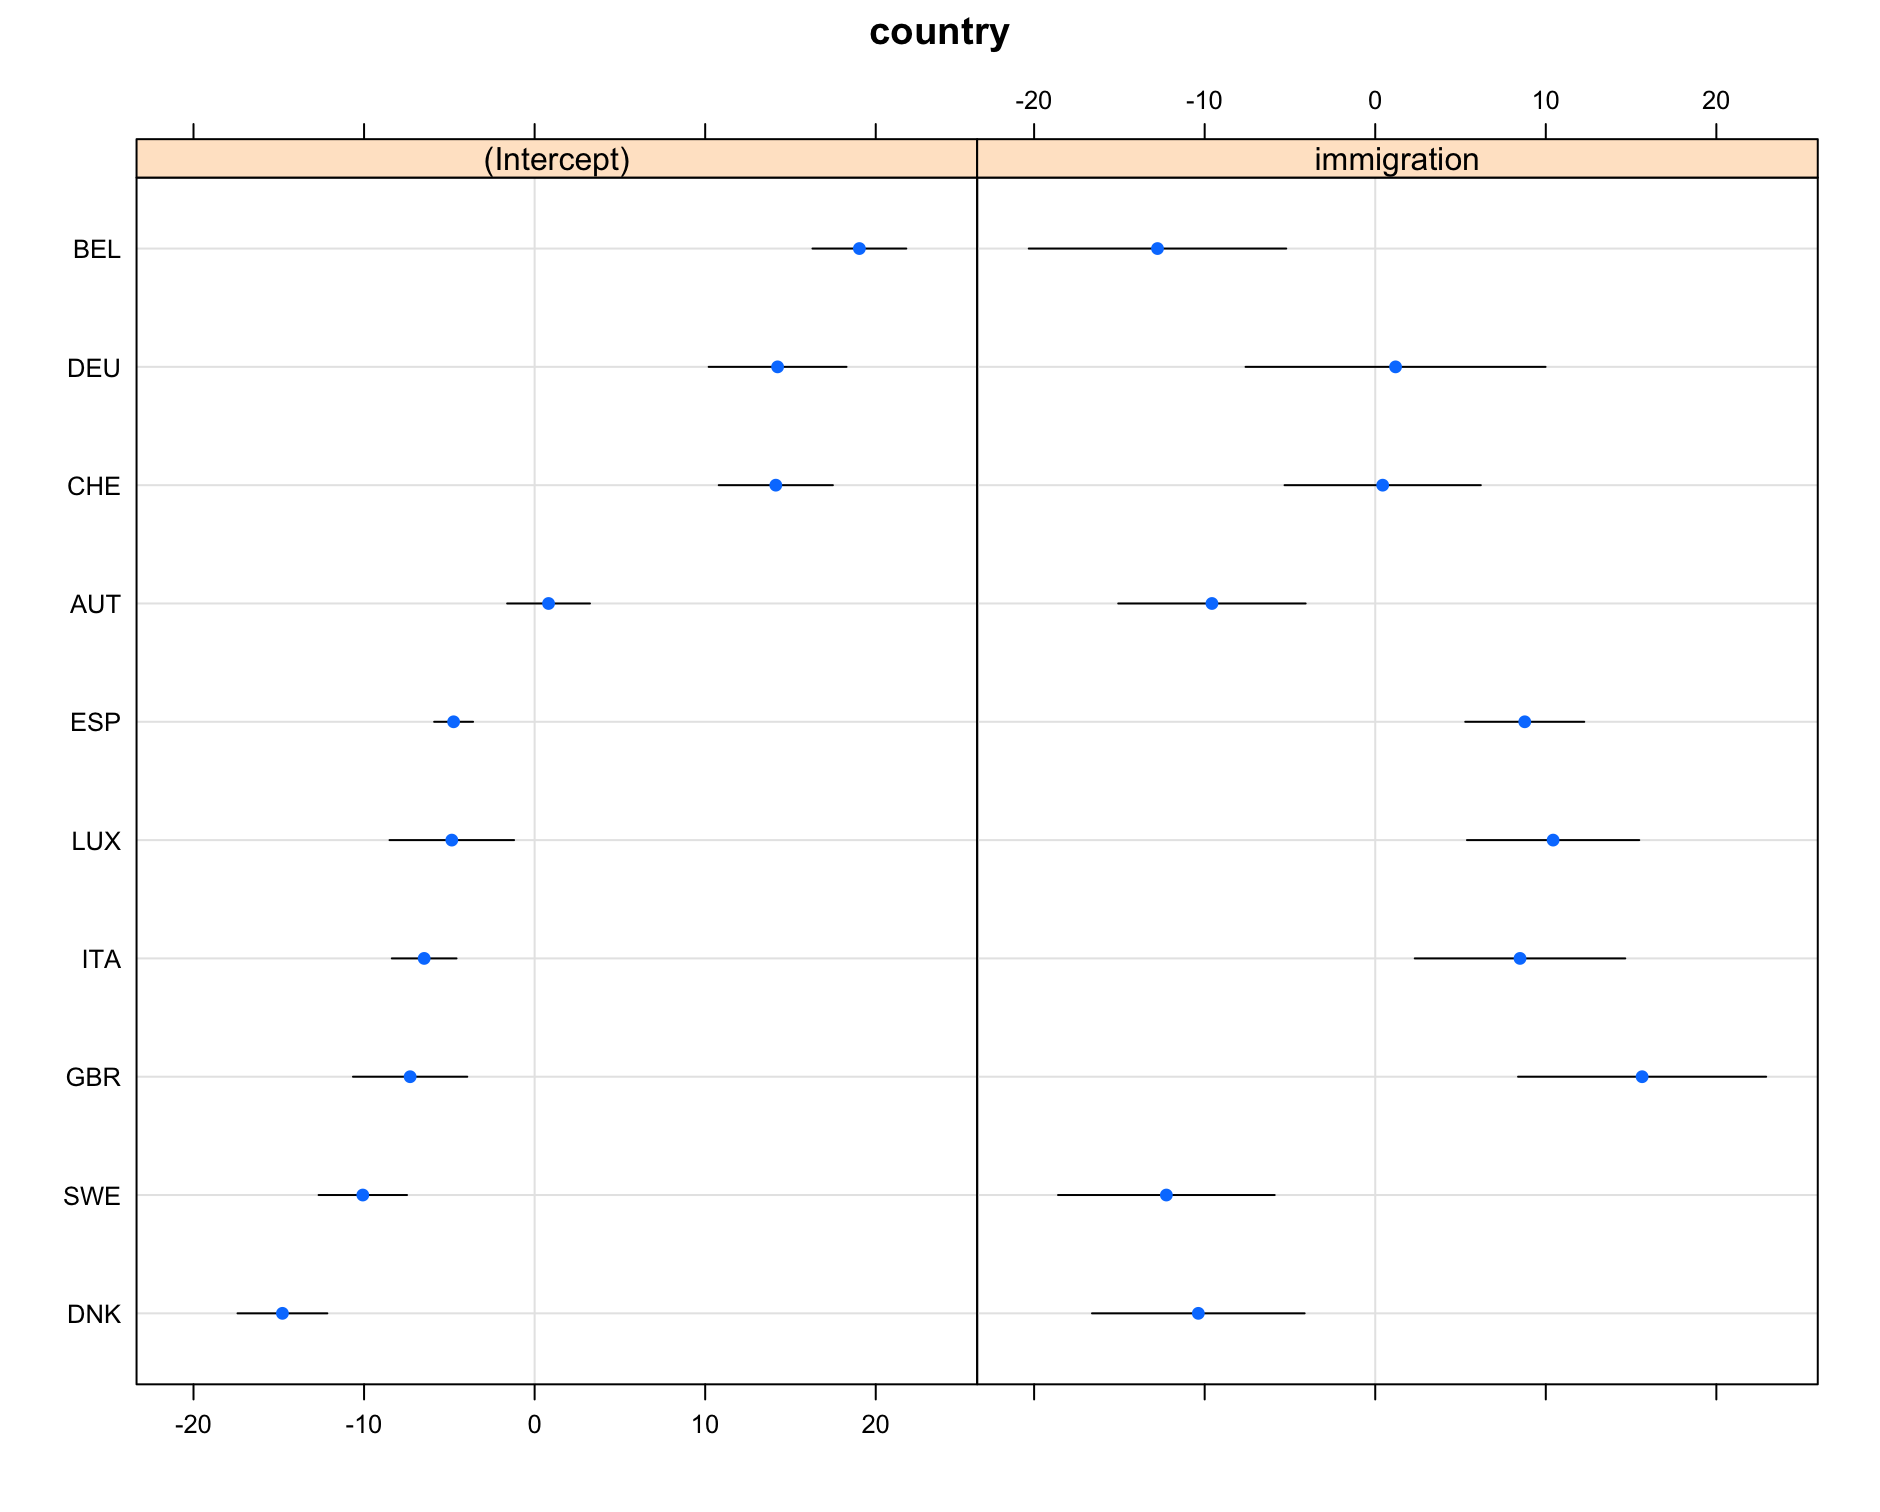 country
-20 -10 0 10 20
(Intercept) immigration
BEL
DEU
CHE
AUT
ESP
LUX
ITA
GBR
SWE
DNK
-20 -10 0 10 20